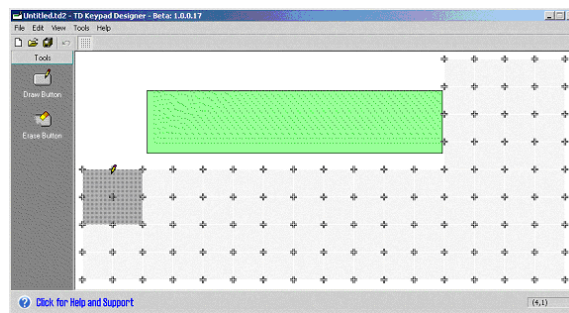 Untitled.td2 - TD Keypad Designer - Beta: 1.0.0.17
File Edit View Tools Help
Tools
Draw Button
Erase Button
Click for Help and Support
(4,1)